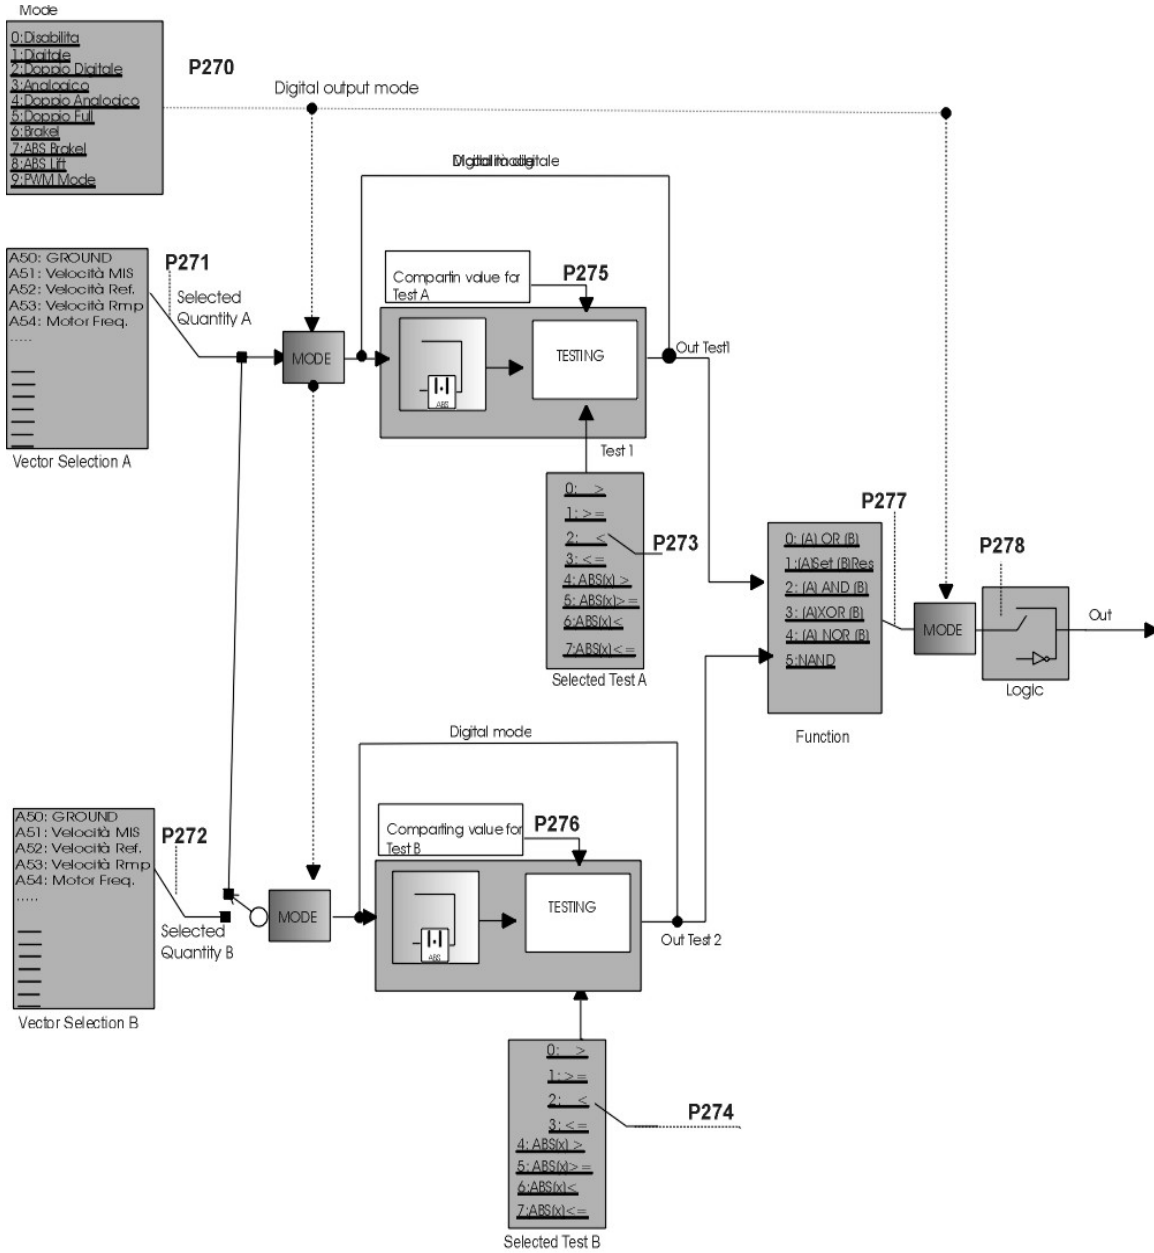 Mode
0:Disabilita
1:Digitale
2:Doppio Digitale
3:Analogico
4:Doppio Analogico
5:Doppio Full
6:Brakel
7:ABS Brakel
8:ABS Lift
9:PWM Mode
P270
Digital output mode
A50: GROUND
A51: Velocità MIS
A52: Velocità Ref.
A53: Velocità Rmp
A54: Motor Freq.
.....
Vector Selection A
P271
Selected
Quantity A
MODE
Compartin value for
Test A
P275
ABS
TESTING
Out Test1
Test 1
0: >
1: >=
2: <
3: <=
4: ABS(x) >
5: ABS(x)>=
6:ABS(x)<
7;ABS(x)<=
Selected Test A
P273
0: (A) OR (B)
1:(A)Set (B)Res
2: (A) AND (B)
3: (A)XOR (B)
4: (A) NOR (B)
5:NAND
Function
P277
MODE
P278
Logic
Out
A50: GROUND
A51: Velocità MIS
A52: Velocità Ref.
A53: Velocità Rmp
A54: Motor Freq.
.....
Vector Selection B
P272
Selected
Quantity B
MODE
Digital mode
Comparting value for
Test B
P276
ABS
TESTING
Out Test 2
0: >
1: >=
2: <
3: <=
4: ABS(x) >
5: ABS(x)>=
6:ABS(x)<
7:ABS(x)<=
Selected Test B
P274